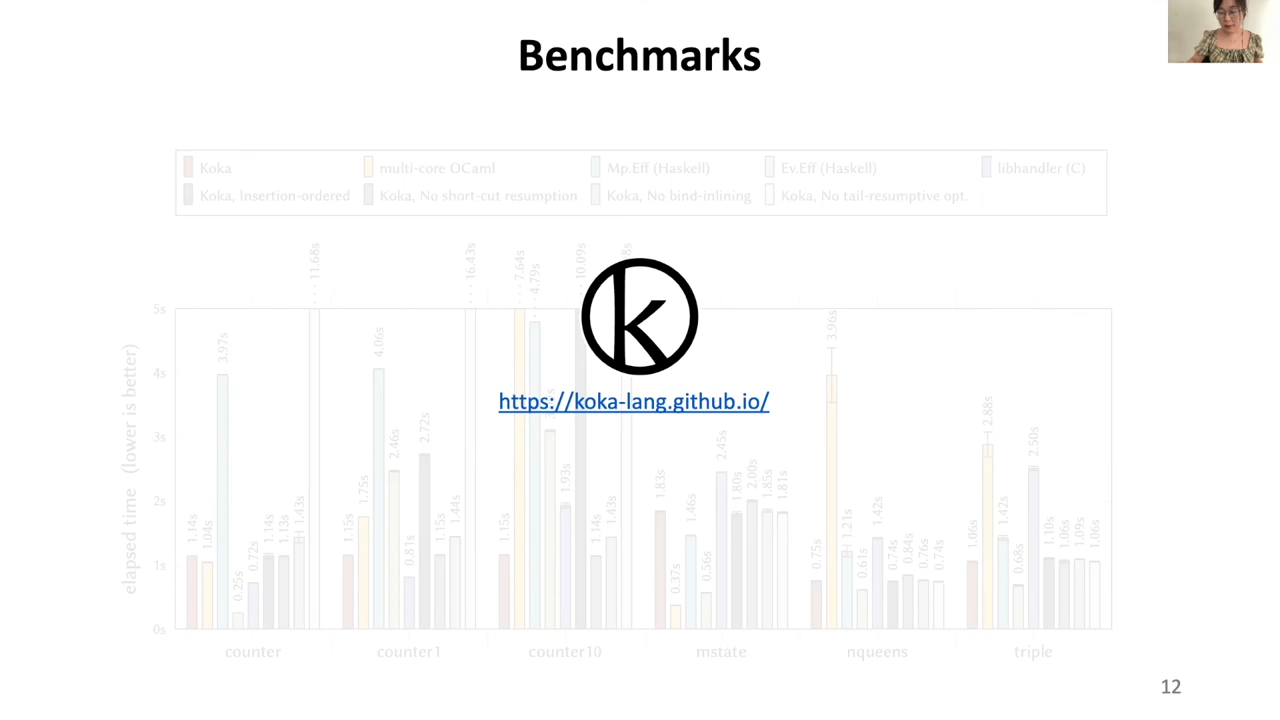 Benchmarks
Koka multi-core OCaml Mp.Eff (Haskell) Ev.Eff (Haskell) libhandler (C)
Koka, Insertion-ordered Koka, No short-cut resumption Koka, No bind-inlining Koka, No tail-resumptive opt.
elapsed time (lower is better)
5s
4s
3s
2s
1s
0s
1.14s 1.04s 3.97s 0.25s 0.72s 1.14s 1.13s 1.43s 11.68s
1.15s 1.75s 4.06s 2.46s 0.81s 2.72s 1.15s 1.44s 16.43s
1.15s 7.64s 4.79s 1.93s 10.09s 1.14s 1.43s
1.83s 0.37s 1.46s 0.56s 2.45s 1.80s 2.00s 1.85s 1.81s
0.75s 3.96s 1.21s 0.61s 1.42s 0.74s 0.84s 0.76s 0.74s
1.06s 2.88s 1.42s 0.68s 2.50s 1.10s 1.06s 1.09s 1.06s
k
https://koka-lang.github.io/
counter counter1 counter10 mstate nqueens triple
12